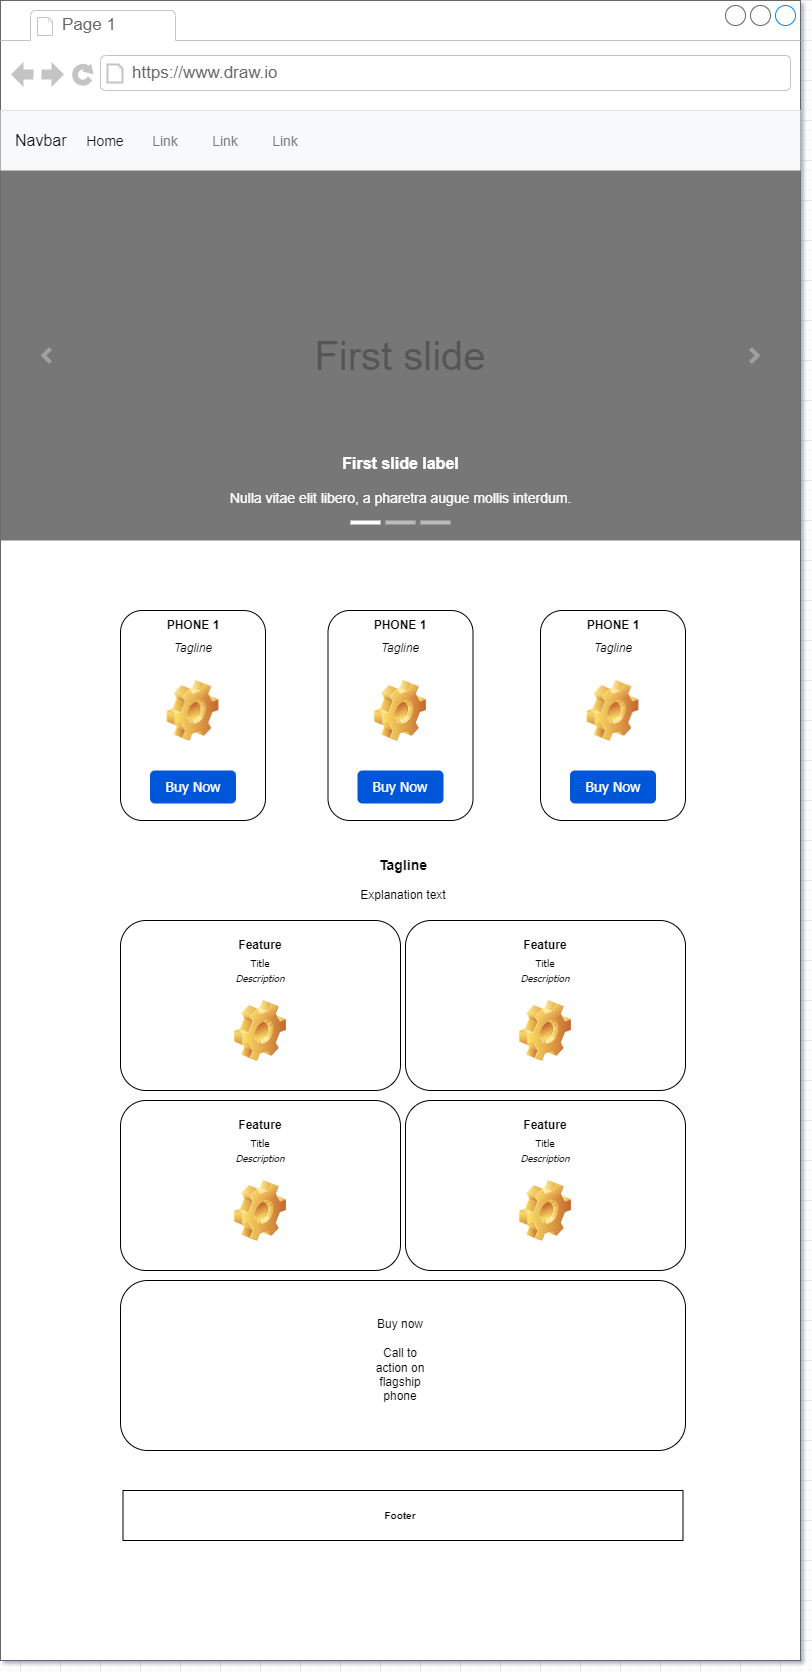 Page 1
https://www.draw.io
Navbar Home Link Link Link
First slide
First slide label
Nulla vitae elit libero, a pharetra augue mollis interdum.
PHONE 1
Tagline
Buy Now
PHONE 1
Tagline
Buy Now
PHONE 1
Tagline
Buy Now
Tagline
Explanation text
Feature
Title
Description
Feature
Title
Description
Feature
Title
Description
Feature
Title
Description
Buy now
Call to
action on
flagship
phone
Footer